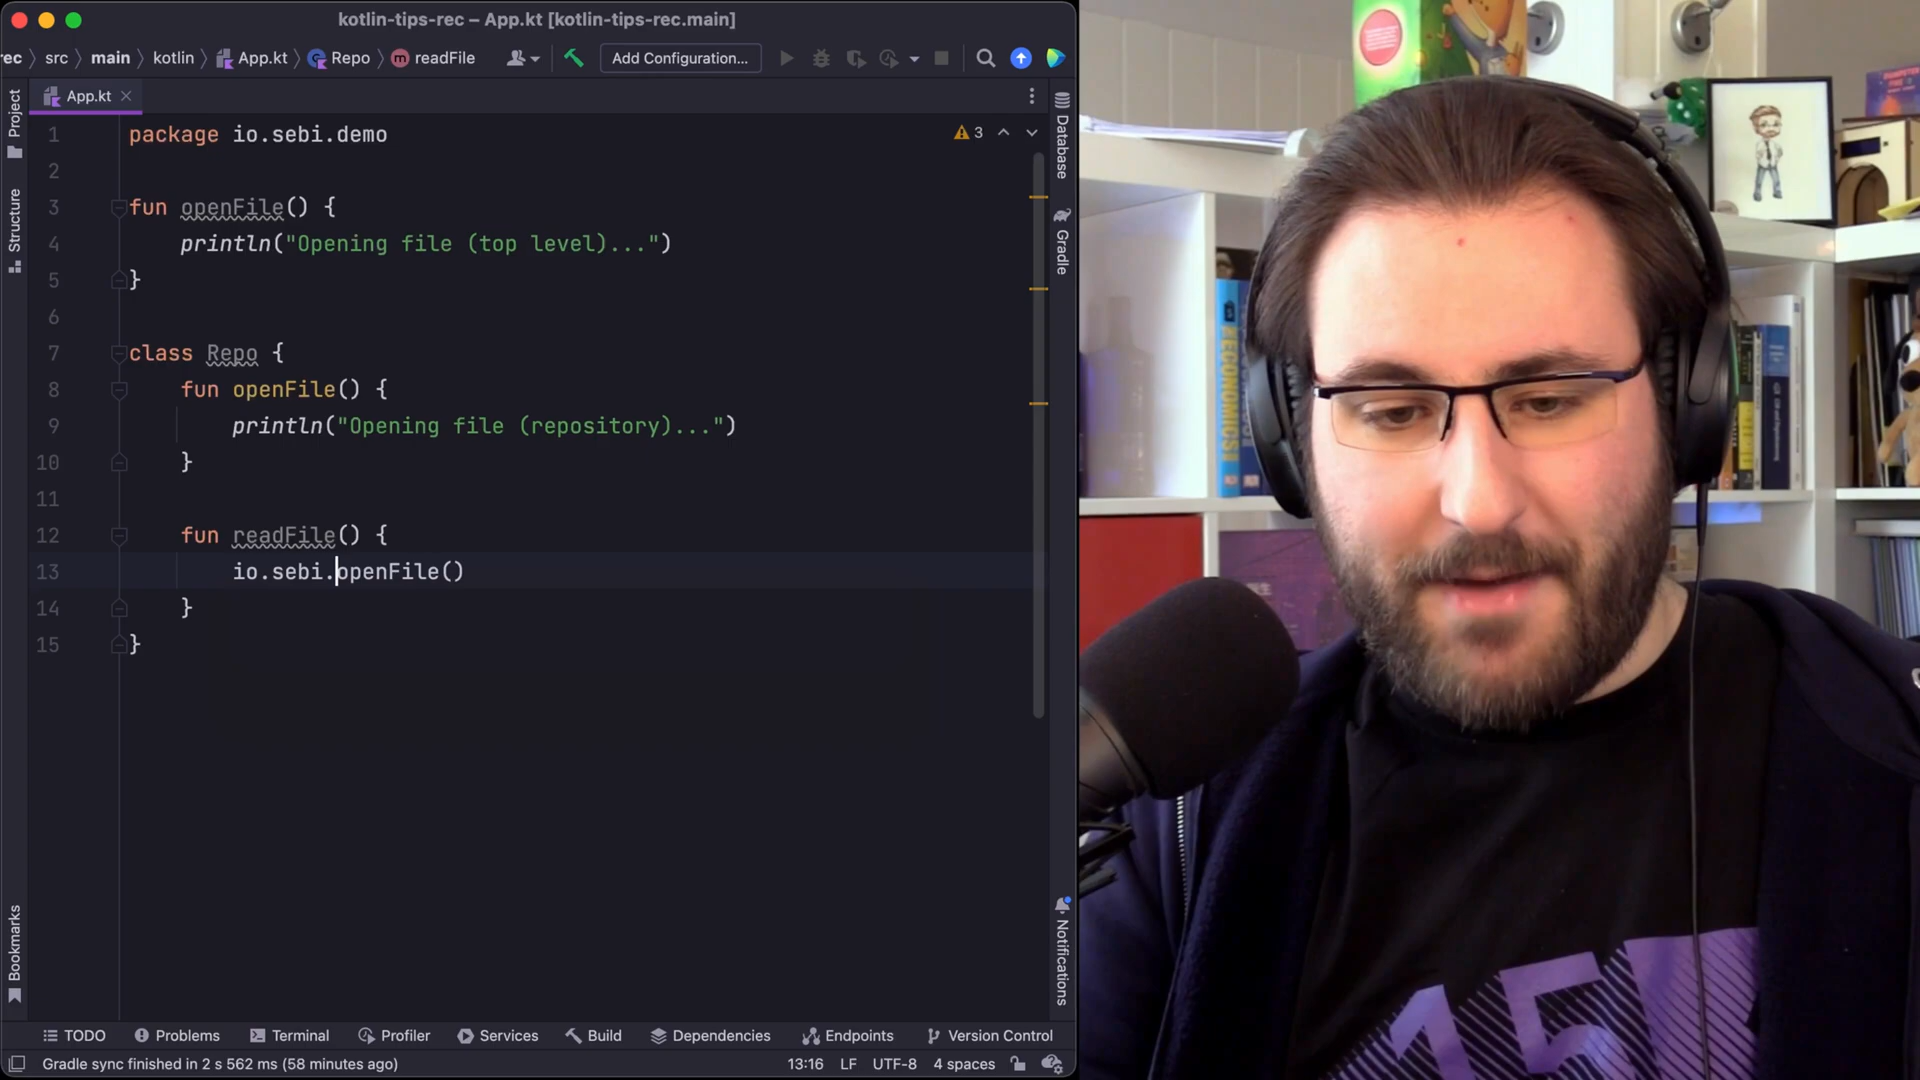 kotlin-tips-rec – App.kt [kotlin-tips-rec.main]
rec src main kotlin App.kt Repo readFile Add Configuration...
App.kt
Project
Structure
Bookmarks
1 package io.sebi.demo
2
3 fun openFile() {
4 println("Opening file (top level)...")
5 }
6
7 class Repo {
8 fun openFile() {
9 println("Opening file (repository)...")
10 }
11
12 fun readFile() {
13 io.sebi.openFile()
14 }
15 }
3
Database
Gradle
Notifications
TODO Problems Terminal Profiler Services Build Dependencies Endpoints Version Control
Gradle sync finished in 2 s 562 ms (58 minutes ago) 13:16 LF UTF-8 4 spaces
ECONOMICS
15